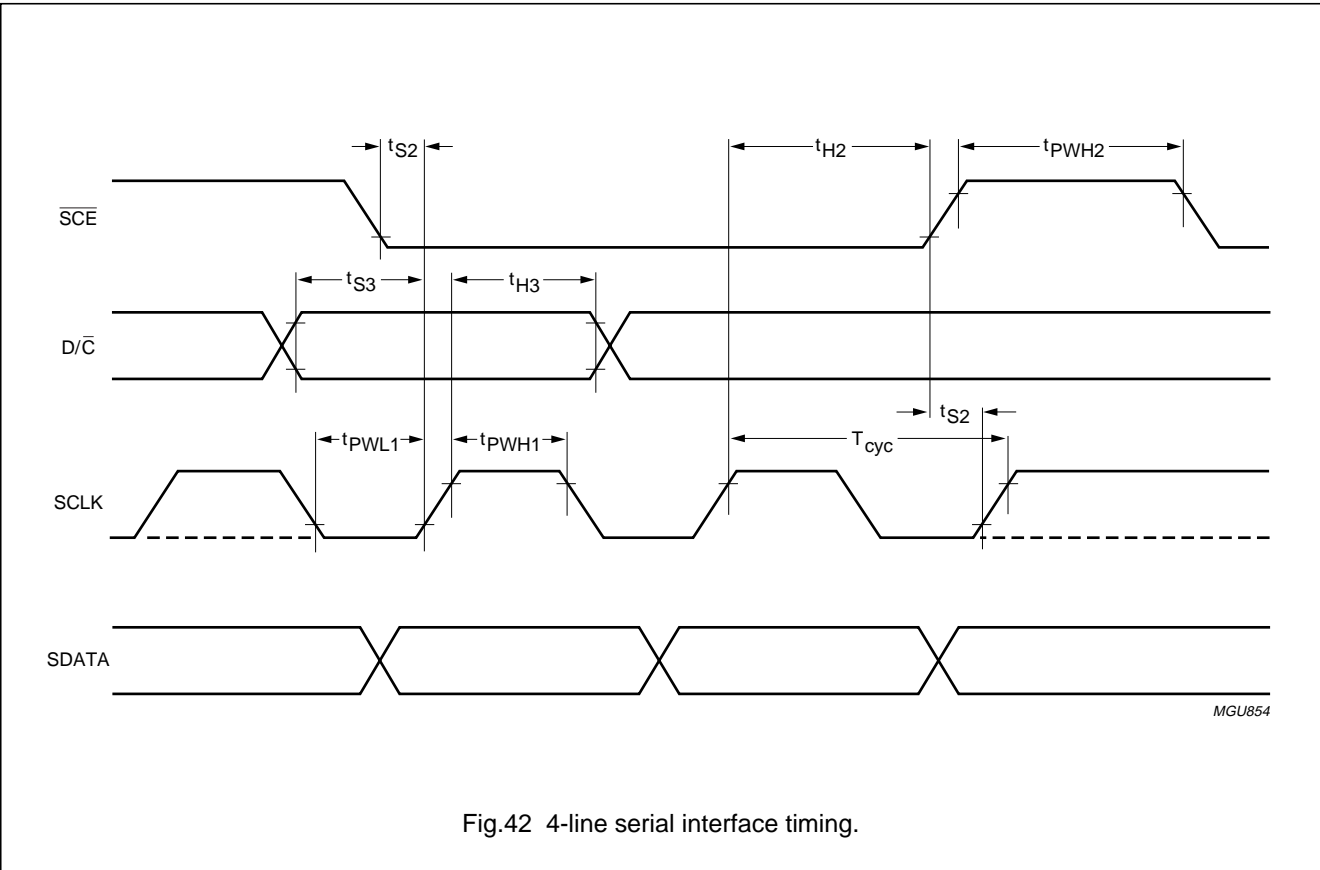 tS2 tH2 tPWH2
SCE
tS3 tH3
D/C
tS2
tPWL1 tPWH1 Tcyc
SCLK
SDATA
MGU854
Fig.42 4-line serial interface timing.